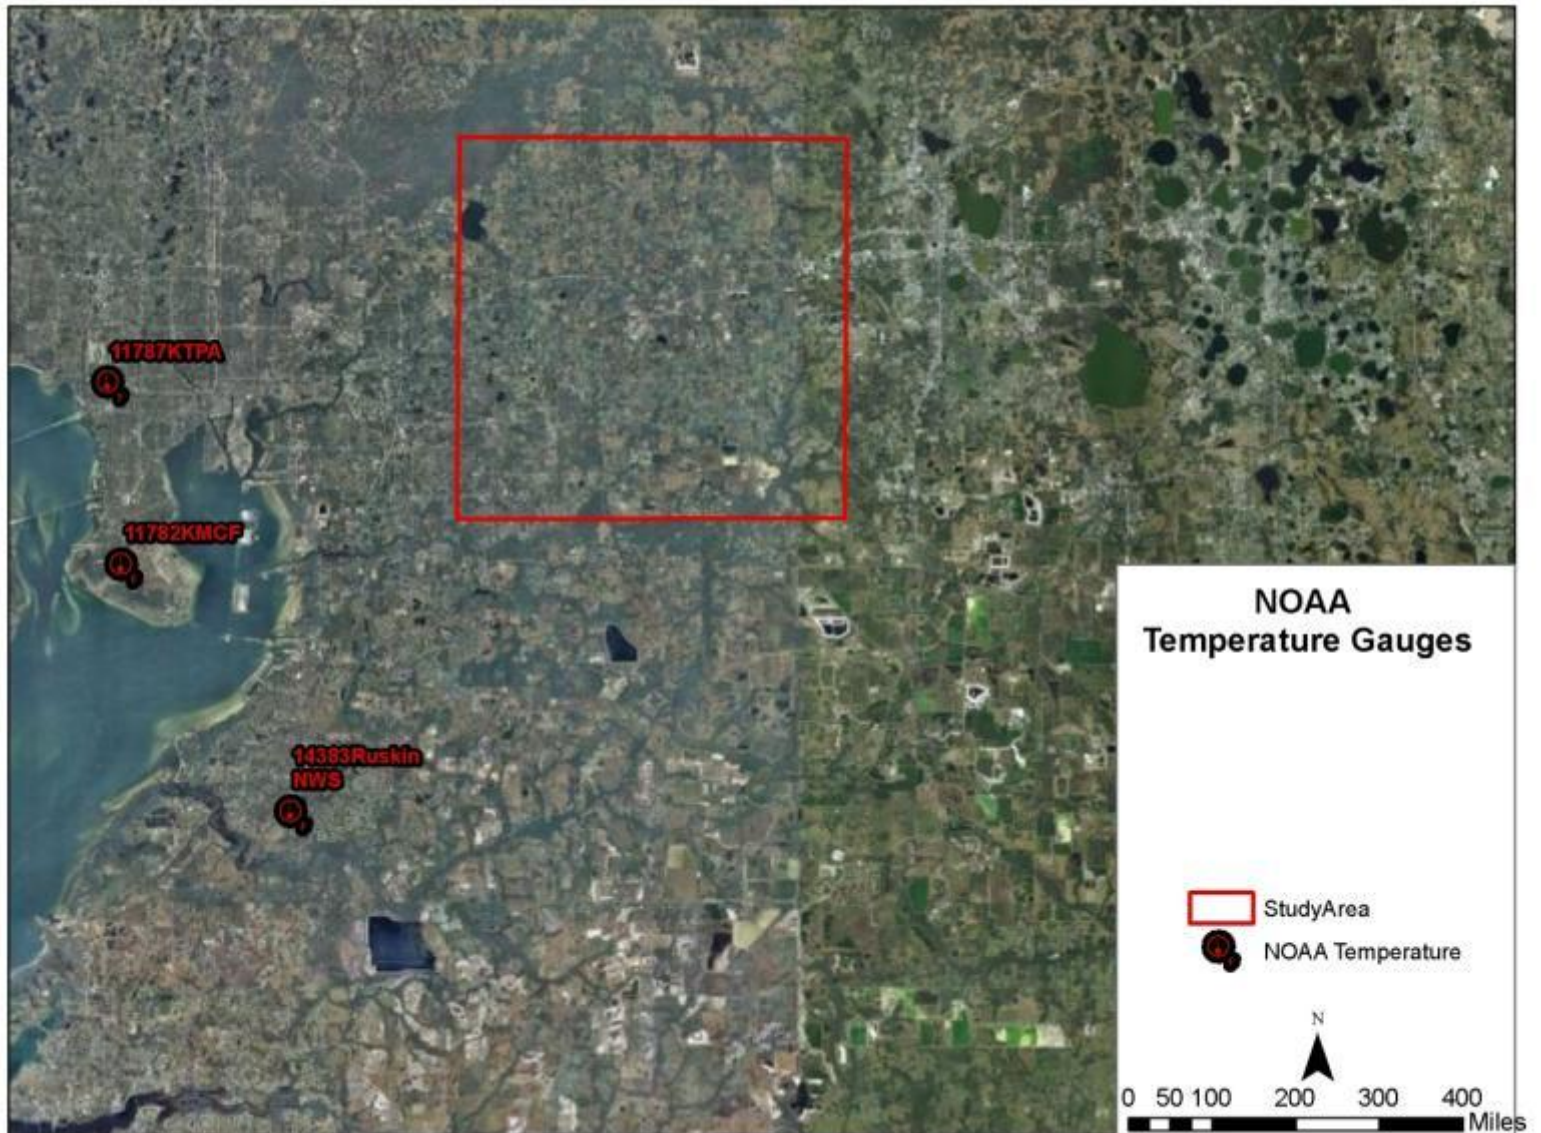 11787KTPA
11782KMCF
14383Ruskin
NWS
NOAA
Temperature Gauges
StudyArea
NOAA Temperature
N
0 50 100 200 300 400
Miles